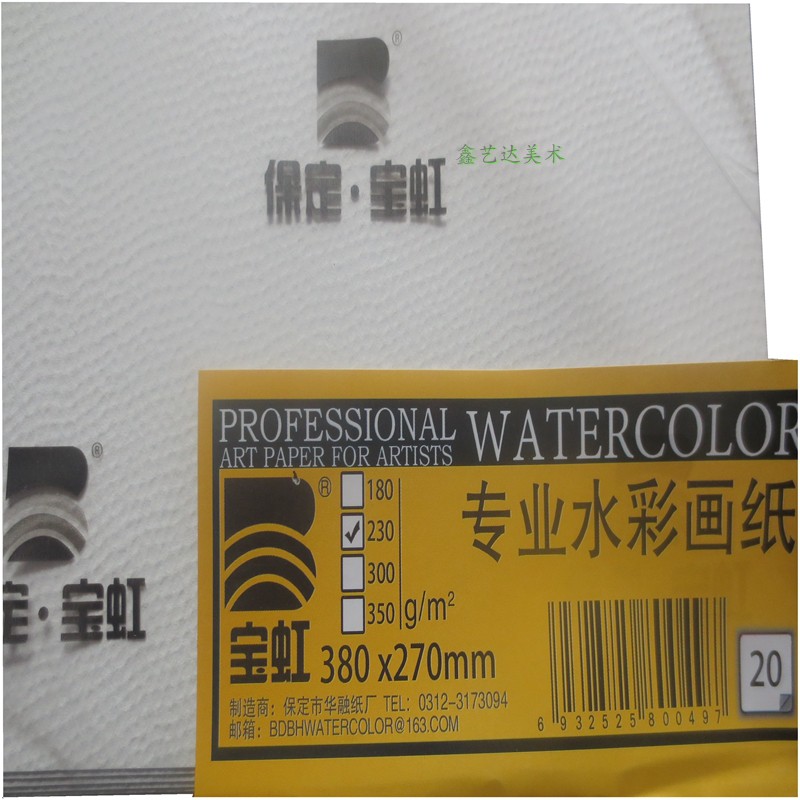 ®
保定·宝虹
鑫艺达美术
®
定·宝虹
PROFESSIONAL WATERCOLOR
ART PAPER FOR ARTISTS
®
180
230
300
350
g/m²
专业水彩画纸
宝虹
380 x270mm
20
制造商：保定市华融纸厂 TEL：0312-3173094
邮箱：BDBHWATERCOLOR@163.COM
6 932525 800497